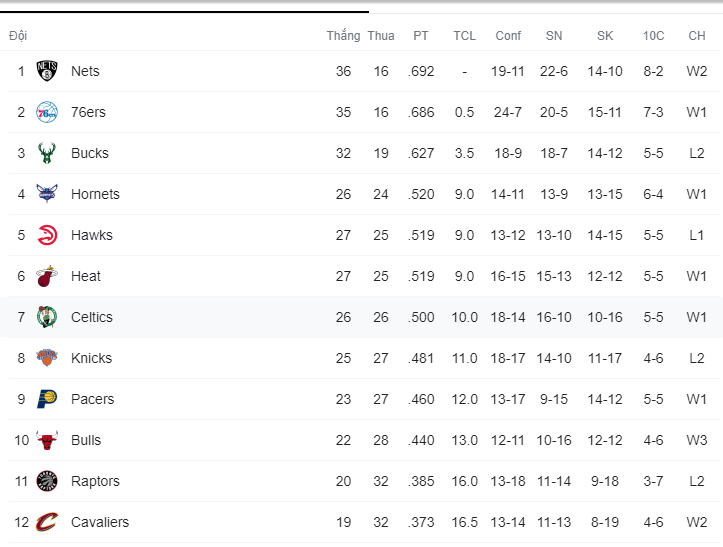 Đội Thắng Thua PT TCL Conf SN SK 10C CH
1 Nets 36 16 .692 - 19-11 22-6 14-10 8-2 W2
2 76ers 35 16 .686 0.5 24-7 20-5 15-11 7-3 W1
3 Bucks 32 19 .627 3.5 18-9 18-7 14-12 5-5 L2
4 Hornets 26 24 .520 9.0 14-11 13-9 13-15 6-4 W1
5 Hawks 27 25 .519 9.0 13-12 13-10 14-15 5-5 L1
6 Heat 27 25 .519 9.0 16-15 15-13 12-12 5-5 W1
7 Celtics 26 26 .500 10.0 18-14 16-10 10-16 5-5 W1
8 Knicks 25 27 .481 11.0 18-17 14-10 11-17 4-6 L2
9 Pacers 23 27 .460 12.0 13-17 9-15 14-12 5-5 W1
10 Bulls 22 28 .440 13.0 12-11 10-16 12-12 4-6 W3
11 Raptors 20 32 .385 16.0 13-18 11-14 9-18 3-7 L2
12 Cavaliers 19 32 .373 16.5 13-14 11-13 8-19 4-6 W2